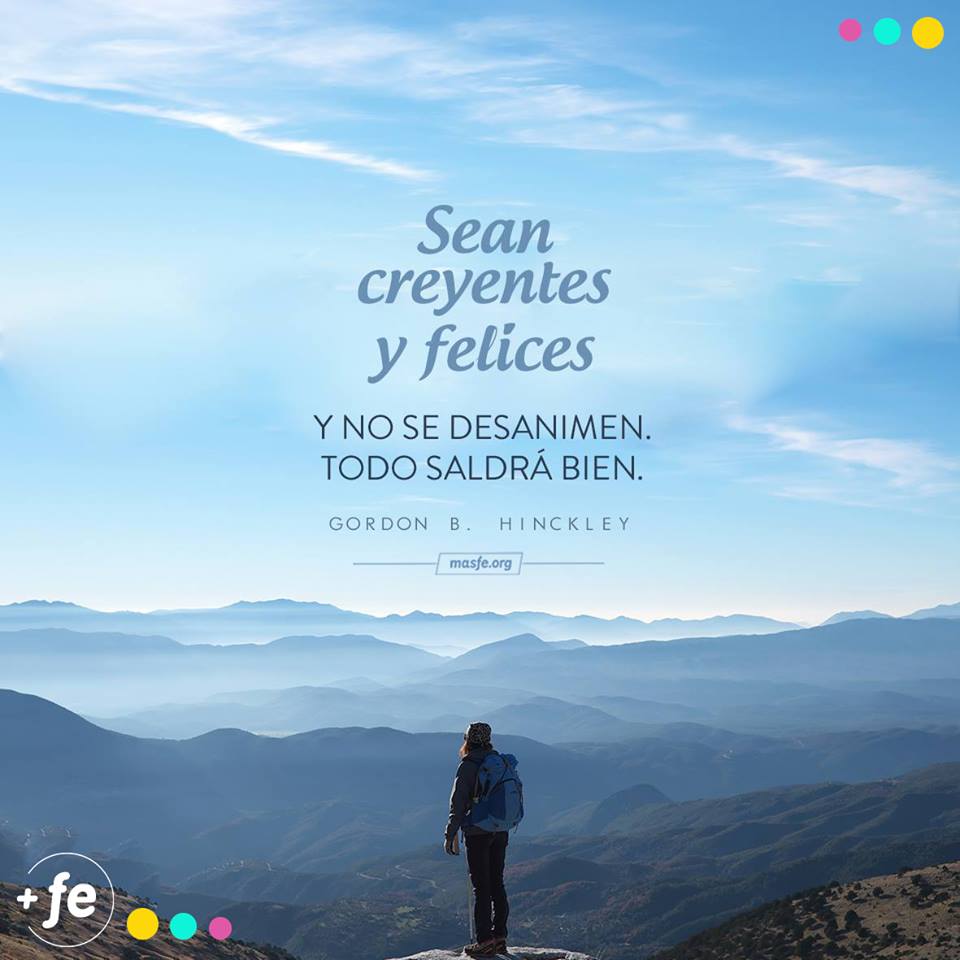 Sean
creyentes
y felices
Y NO SE DESANIMEN.
TODO SALDRÁ BIEN.
GORDON B. HINCKLEY
masfe.org
+fe